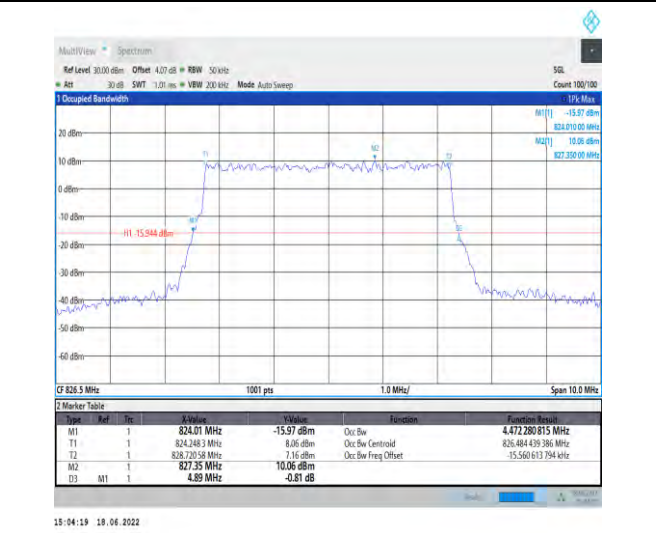 MultiView Spectrum
Ref Level 30.00 dBm Offset 4.07 dB RBW 50 kHz SGL
Att 30 dB SWT 1.01 ms VBW 200 kHz Mode Auto Sweep Count 100/100
1 Occupied Bandwidth 1Pk Max
M1[1] -15.97 dBm
824.010 00 MHz
M2[1] 10.06 dBm
827.350 00 MHz
20 dBm
T1 M2 T2
10 dBm
0 dBm
-10 dBm
M1
H1 -15.944 dBm
-20 dBm
-30 dBm
-40 dBm
-50 dBm
-60 dBm
CF 826.5 MHz 1001 pts 1.0 MHz/ Span 10.0 MHz
2 Marker Table
Type Ref Trc X-Value Y-Value Function Function Result
M1 1 824.01 MHz -15.97 dBm Occ Bw 4.472 280 815 MHz
T1 1 824.248 3 MHz 8.06 dBm Occ Bw Centroid 826.484 439 386 MHz
T2 1 828.720 58 MHz 7.16 dBm Occ Bw Freq Offset -15.560 613 794 kHz
M2 1 827.35 MHz 10.06 dBm
D3 M1 1 4.89 MHz -0.81 dB
15:04:19 18.06.2022